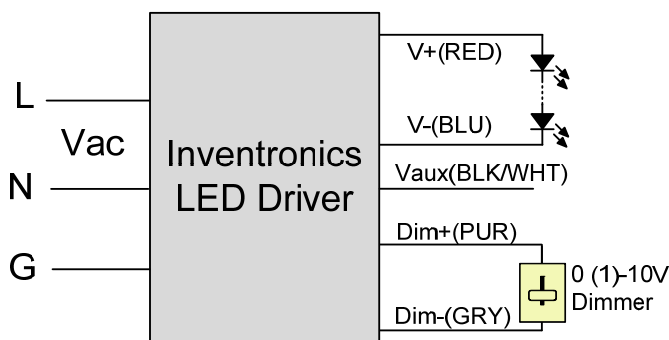 L
Vac
N
G
Inventronics
LED Driver
V+(RED)
V-(BLU)
Vaux(BLK/WHT)
Dim+(PUR)
Dim-(GRY)
0 (1)-10V
Dimmer